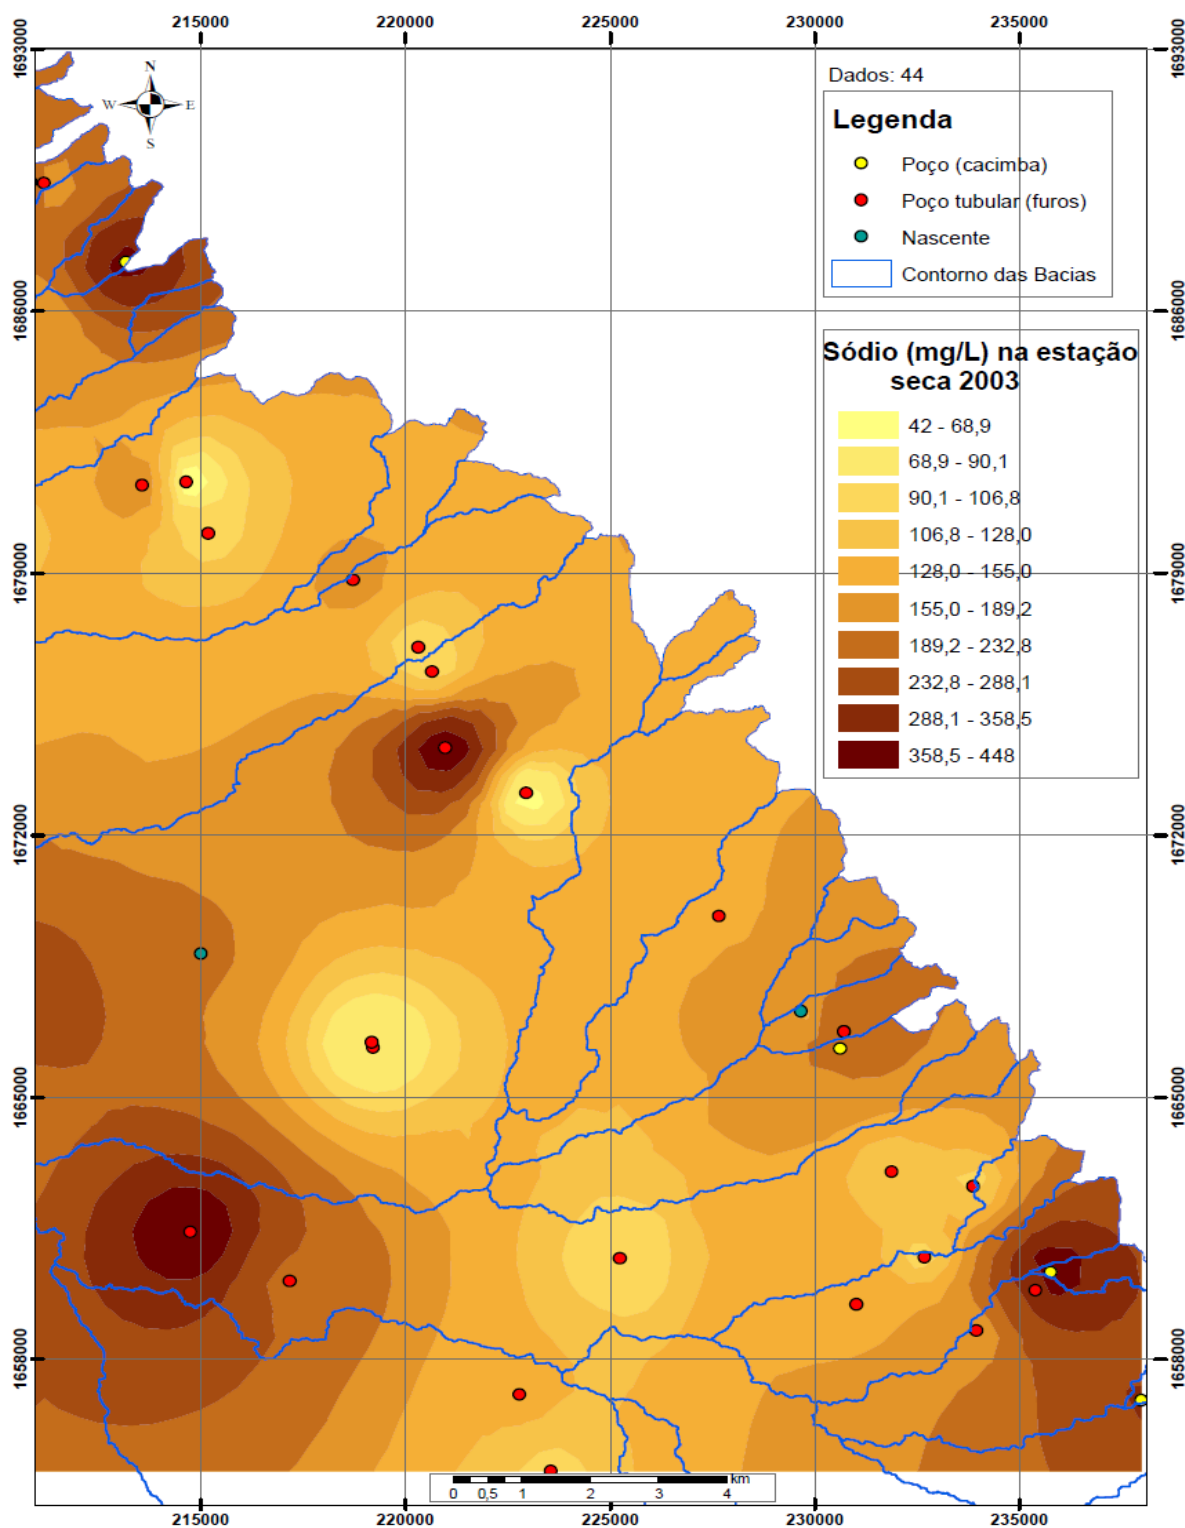 215000 220000 225000 230000 235000
1693000 1693000
Dados: 44
N
W E
S
Legenda
Poço (cacimba)
Poço tubular (furos)
Nascente
Contorno das Bacias
1686000 1686000
Sódio (mg/L) na estação
seca 2003
42 - 68,9
68,9 - 90,1
90,1 - 106,8
106,8 - 128,0
128,0 - 155,0
155,0 - 189,2
189,2 - 232,8
232,8 - 288,1
288,1 - 358,5
358,5 - 448
1679000 1679000
1672000 1672000
1665000 1665000
1658000 1658000
km
0 0,5 1 2 3 4
215000 220000 225000 230000 235000